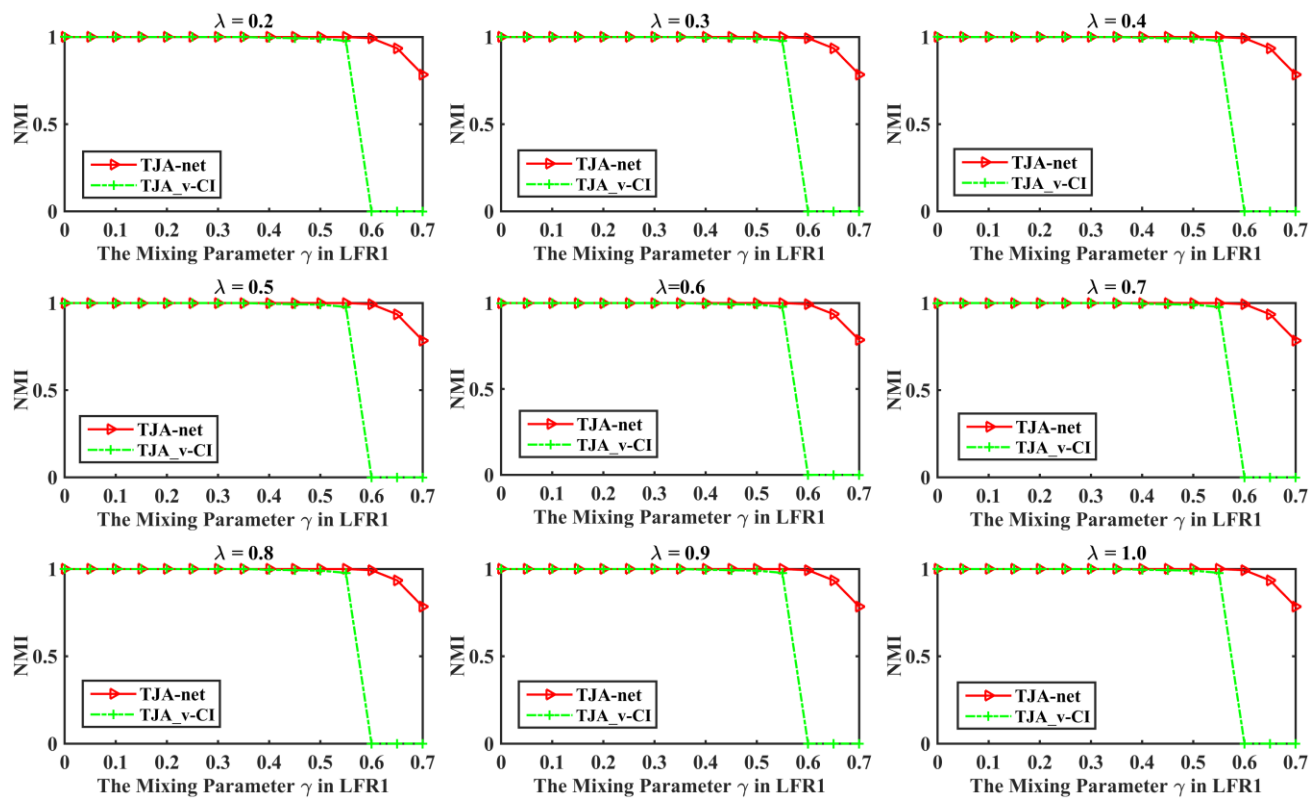 λ = 0.2
1
0.5
0
NMI
TJA-net
TJA_v-CI
0 0.1 0.2 0.3 0.4 0.5 0.6 0.7
The Mixing Parameter γ in LFR1
λ = 0.3
1
0.5
0
NMI
TJA-net
TJA_v-CI
0 0.1 0.2 0.3 0.4 0.5 0.6 0.7
The Mixing Parameter γ in LFR1
λ = 0.4
1
0.5
0
NMI
TJA-net
TJA_v-CI
0 0.1 0.2 0.3 0.4 0.5 0.6 0.7
The Mixing Parameter γ in LFR1
λ = 0.5
1
0.5
0
NMI
TJA-net
TJA_v-CI
0 0.1 0.2 0.3 0.4 0.5 0.6 0.7
The Mixing Parameter γ in LFR1
λ=0.6
1
0.5
0
NMI
TJA-net
TJA_v-CI
0 0.1 0.2 0.3 0.4 0.5 0.6 0.7
The Mixing Parameter γ in LFR1
λ = 0.7
1
0.5
0
NMI
TJA-net
TJA_v-CI
0 0.1 0.2 0.3 0.4 0.5 0.6 0.7
The Mixing Parameter γ in LFR1
λ = 0.8
1
0.5
0
NMI
TJA-net
TJA_v-CI
0 0.1 0.2 0.3 0.4 0.5 0.6 0.7
The Mixing Parameter γ in LFR1
λ = 0.9
1
0.5
0
NMI
TJA-net
TJA_v-CI
0 0.1 0.2 0.3 0.4 0.5 0.6 0.7
The Mixing Parameter γ in LFR1
λ = 1.0
1
0.5
0
NMI
TJA-net
TJA_v-CI
0 0.1 0.2 0.3 0.4 0.5 0.6 0.7
The Mixing Parameter γ in LFR1